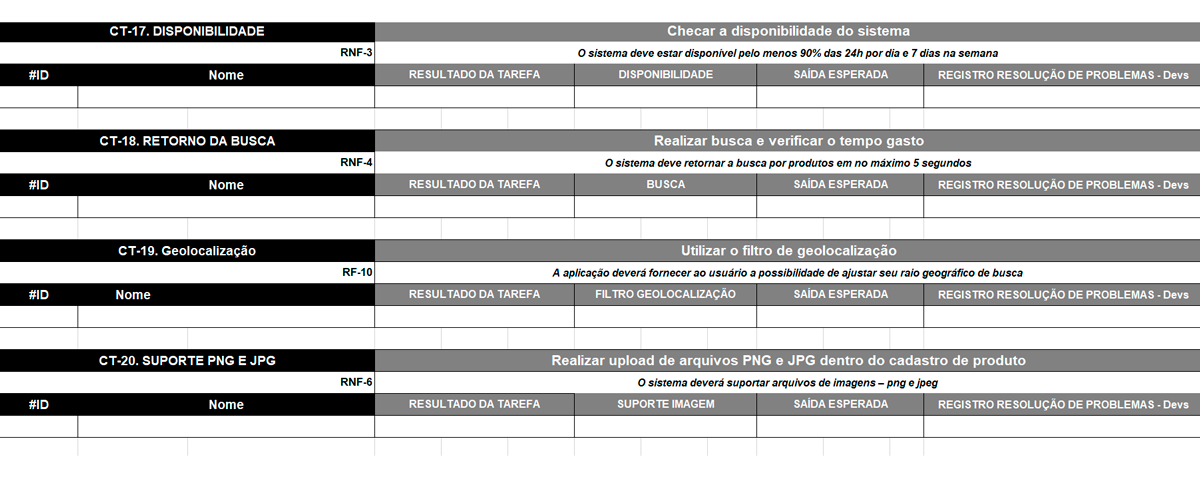 CT-17. DISPONIBILIDADE Checar a disponibilidade do sistema
RNF-3 O sistema deve estar disponível pelo menos 90% das 24h por dia e 7 dias na semana
#ID Nome RESULTADO DA TAREFA DISPONIBILIDADE SAÍDA ESPERADA REGISTRO RESOLUÇÃO DE PROBLEMAS - Devs
CT-18. RETORNO DA BUSCA Realizar busca e verificar o tempo gasto
RNF-4 O sistema deve retornar a busca por produtos em no máximo 5 segundos
#ID Nome RESULTADO DA TAREFA BUSCA SAÍDA ESPERADA REGISTRO RESOLUÇÃO DE PROBLEMAS - Devs
CT-19. Geolocalização Utilizar o filtro de geolocalização
RF-10 A aplicação deverá fornecer ao usuário a possibilidade de ajustar seu raio geográfico de busca
#ID Nome RESULTADO DA TAREFA FILTRO GEOLOCALIZAÇÃO SAÍDA ESPERADA REGISTRO RESOLUÇÃO DE PROBLEMAS - Devs
CT-20. SUPORTE PNG E JPG Realizar upload de arquivos PNG e JPG dentro do cadastro de produto
RNF-6 O sistema deverá suportar arquivos de imagens – png e jpeg
#ID Nome RESULTADO DA TAREFA SUPORTE IMAGEM SAÍDA ESPERADA REGISTRO RESOLUÇÃO DE PROBLEMAS - Devs